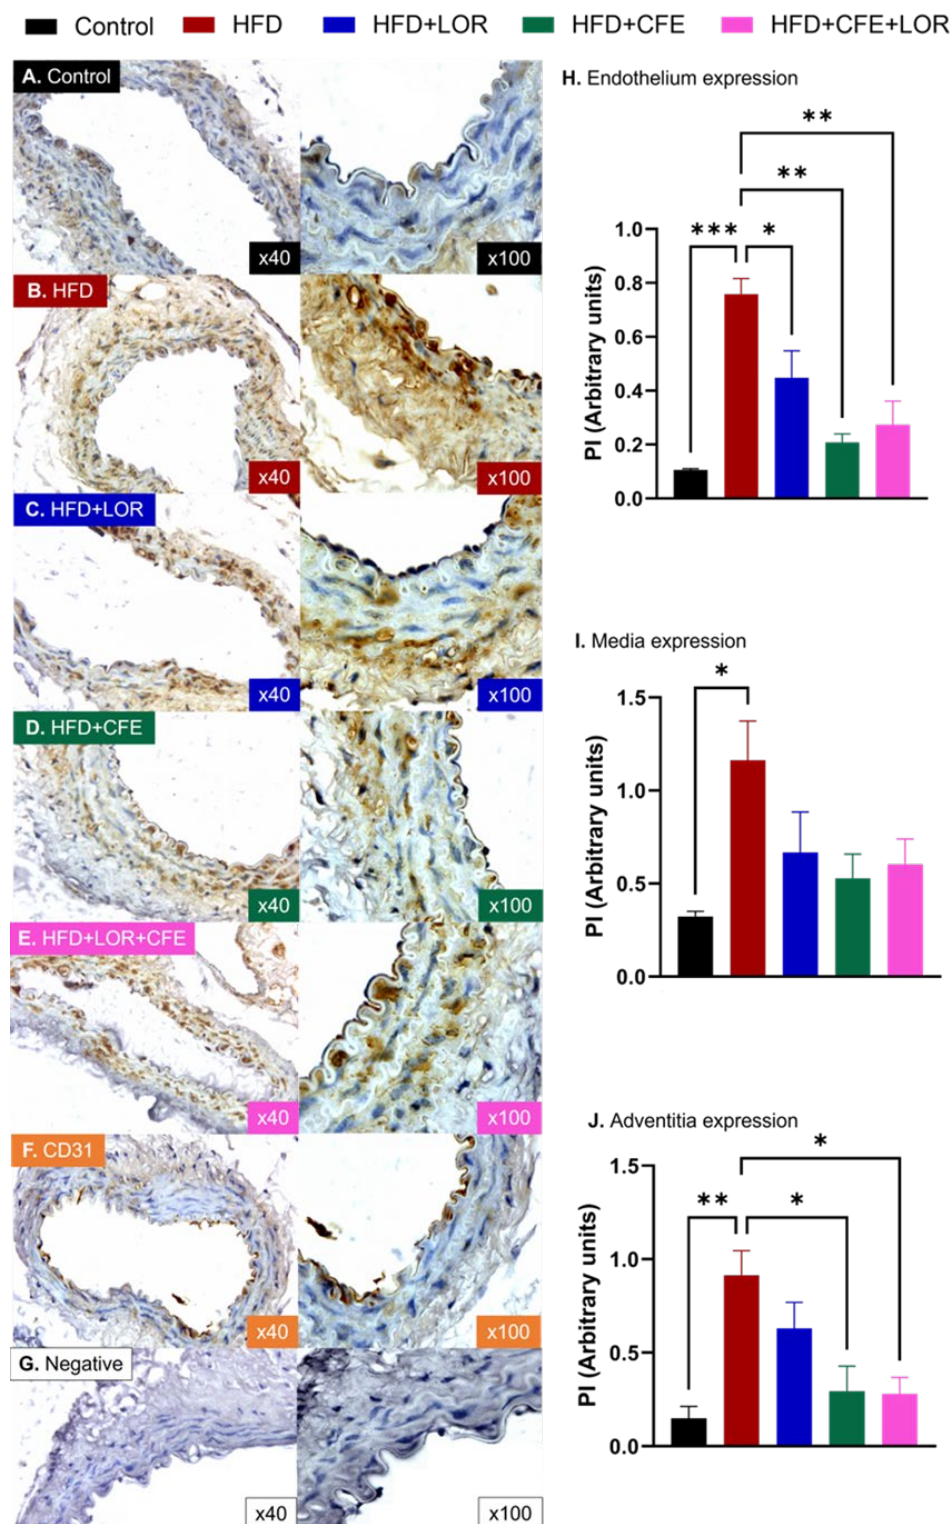 Control HFD HFD+LOR HFD+CFE HFD+CFE+LOR
A. Control
x40 x100
B. HFD
x40 x100
C. HFD+LOR
x40 x100
D. HFD+CFE
x40 x100
E. HFD+LOR+CFE
x40 x100
F. CD31
x40 x100
G. Negative
x40 x100
H. Endothelium expression
**
**
*** *
PI (Arbitrary units)
1.0
0.8
0.6
0.4
0.2
0.0
I. Media expression
*
PI (Arbitrary units)
1.5
1.0
0.5
0.0
J. Adventitia expression
*
** *
PI (Arbitrary units)
1.5
1.0
0.5
0.0